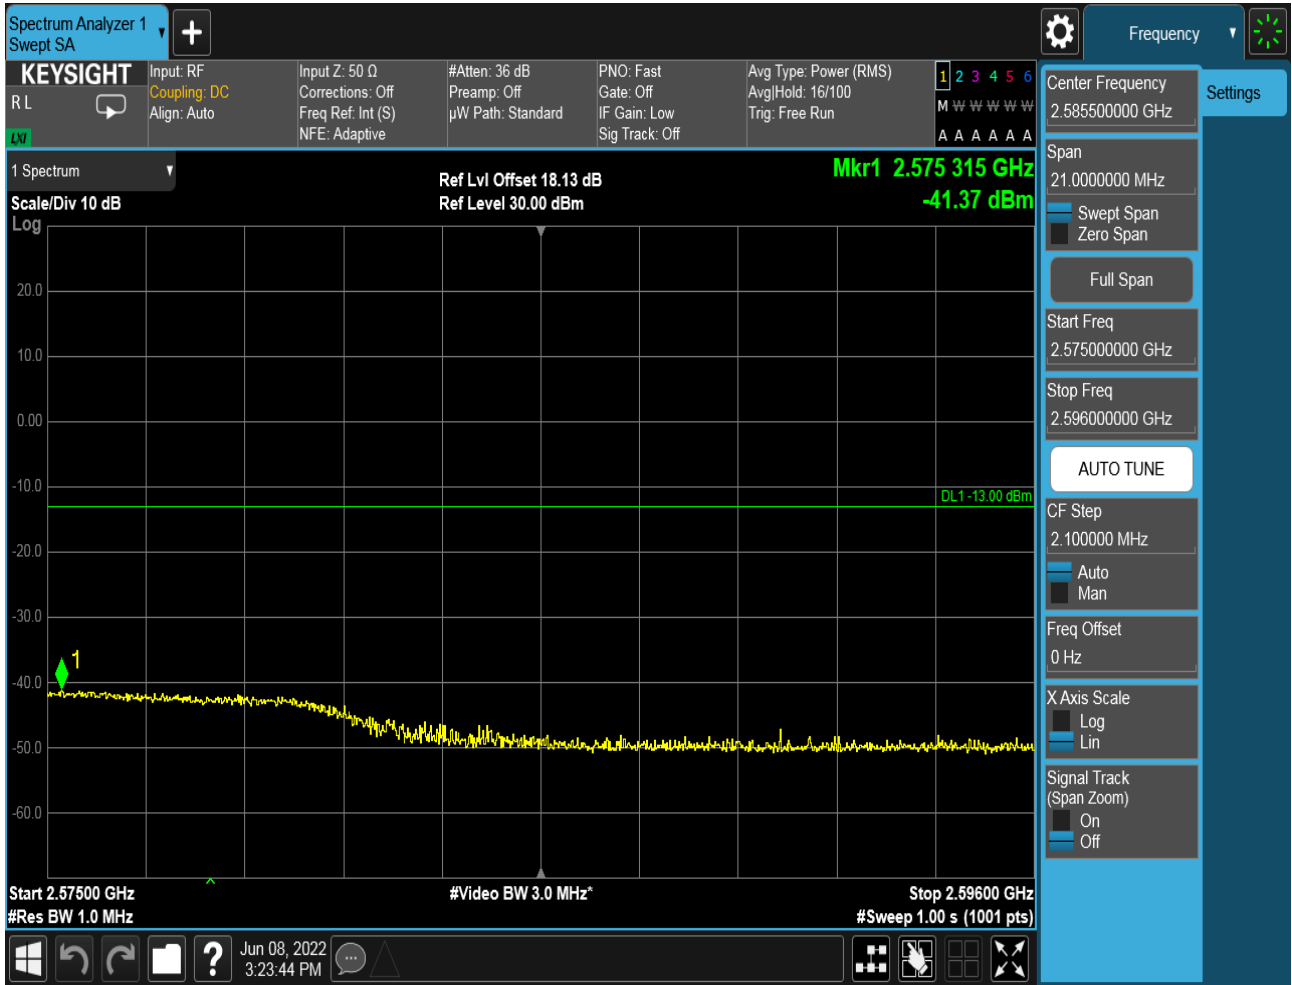 Spectrum Analyzer 1
Swept SA
Frequency
KEYSIGHT
R L
LXI
Input: RF
Coupling: DC
Align: Auto
Input Z: 50 Ω
Corrections: Off
Freq Ref: Int (S)
NFE: Adaptive
#Atten: 36 dB
Preamp: Off
µW Path: Standard
PNO: Fast
Gate: Off
IF Gain: Low
Sig Track: Off
Avg Type: Power (RMS)
Avg|Hold: 16/100
Trig: Free Run
1 2 3 4 5 6
M W W W W W
A A A A A A
1 Spectrum
Scale/Div 10 dB
Log
Ref Lvl Offset 18.13 dB
Ref Level 30.00 dBm
Mkr1 2.575 315 GHz
-41.37 dBm
20.0
10.0
0.00
-10.0
DL1 -13.00 dBm
-20.0
-30.0
-40.0
1
-50.0
-60.0
Start 2.57500 GHz
#Video BW 3.0 MHz*
Stop 2.59600 GHz
#Res BW 1.0 MHz
#Sweep 1.00 s (1001 pts)
?
Jun 08, 2022
3:23:44 PM
Center Frequency
2.585500000 GHz
Settings
Span
21.0000000 MHz
Swept Span
Zero Span
Full Span
Start Freq
2.575000000 GHz
Stop Freq
2.596000000 GHz
AUTO TUNE
CF Step
2.100000 MHz
Auto
Man
Freq Offset
0 Hz
X Axis Scale
Log
Lin
Signal Track
(Span Zoom)
On
Off